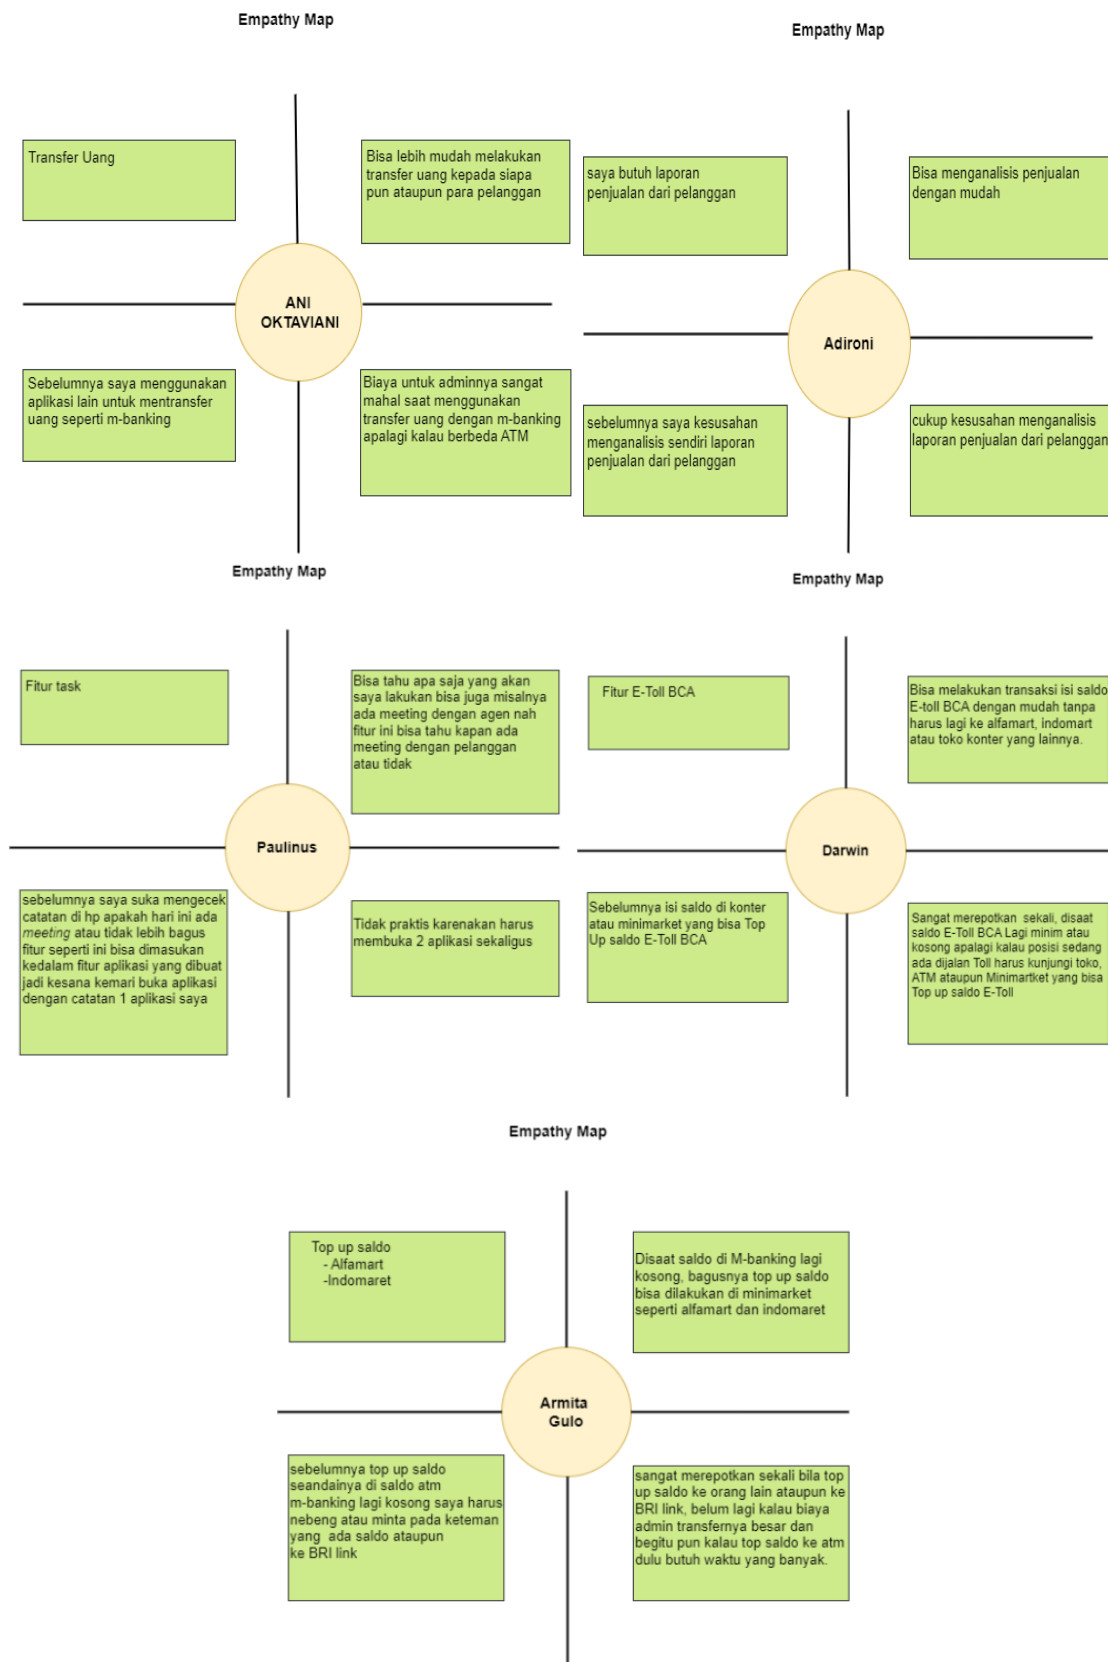 Empathy Map
Transfer Uang
Bisa lebih mudah melakukan
transfer uang kepada siapa
pun ataupun para pelanggan
ANI
OKTAVIANI
Sebelumnya saya menggunakan
aplikasi lain untuk mentransfer
uang seperti m-banking
Biaya untuk adminnya sangat
mahal saat menggunakan
transfer uang dengan m-banking
apalagi kalau berbeda ATM
Empathy Map
saya butuh laporan
penjualan dari pelanggan
Bisa menganalisis penjualan
dengan mudah
Adironi
sebelumnya saya kesusahan
menganalisis sendiri laporan
penjualan dari pelanggan
cukup kesusahan menganalisis
laporan penjualan dari pelanggan
Empathy Map
Fitur task
Bisa tahu apa saja yang akan
saya lakukan bisa juga misalnya
ada meeting dengan agen nah
fitur ini bisa tahu kapan ada
meeting dengan pelanggan
atau tidak
Paulinus
sebelumnya saya suka mengecek
catatan di hp apakah hari ini ada
meeting atau tidak lebih bagus
fitur seperti ini bisa dimasukan
kedalam fitur aplikasi yang dibuat
jadi kesana kemari buka aplikasi
dengan catatan 1 aplikasi saya
Tidak praktis karenakan harus
membuka 2 aplikasi sekaligus
Empathy Map
Fitur E-Toll BCA
Bisa melakukan transaksi isi saldo
E-toll BCA dengan mudah tanpa
harus lagi ke alfamart, indomart
atau toko konter yang lainnya.
Darwin
Sebelumnya isi saldo di konter
atau minimarket yang bisa Top
Up saldo E-Toll BCA
Sangat merepotkan sekali, disaat
saldo E-Toll BCA Lagi minim atau
kosong apalagi kalau posisi sedang
ada dijalan Toll harus kunjungi toko,
ATM ataupun Minimartket yang bisa
Top up saldo E-Toll
Empathy Map
Top up saldo
- Alfamart
-Indomaret
Disaat saldo di M-banking lagi
kosong, bagusnya top up saldo
bisa dilakukan di minimarket
seperti alfamart dan indomaret
Armita
Gulo
sebelumnya top up saldo
seandainya di saldo atm
m-banking lagi kosong saya harus
nebeng atau minta pada keteman
yang ada saldo ataupun
ke BRI link
sangat merepotkan sekali bila top
up saldo ke orang lain ataupun ke
BRI link, belum lagi kalau biaya
admin transfernya besar dan
begitu pun kalau top saldo ke atm
dulu butuh waktu yang banyak.